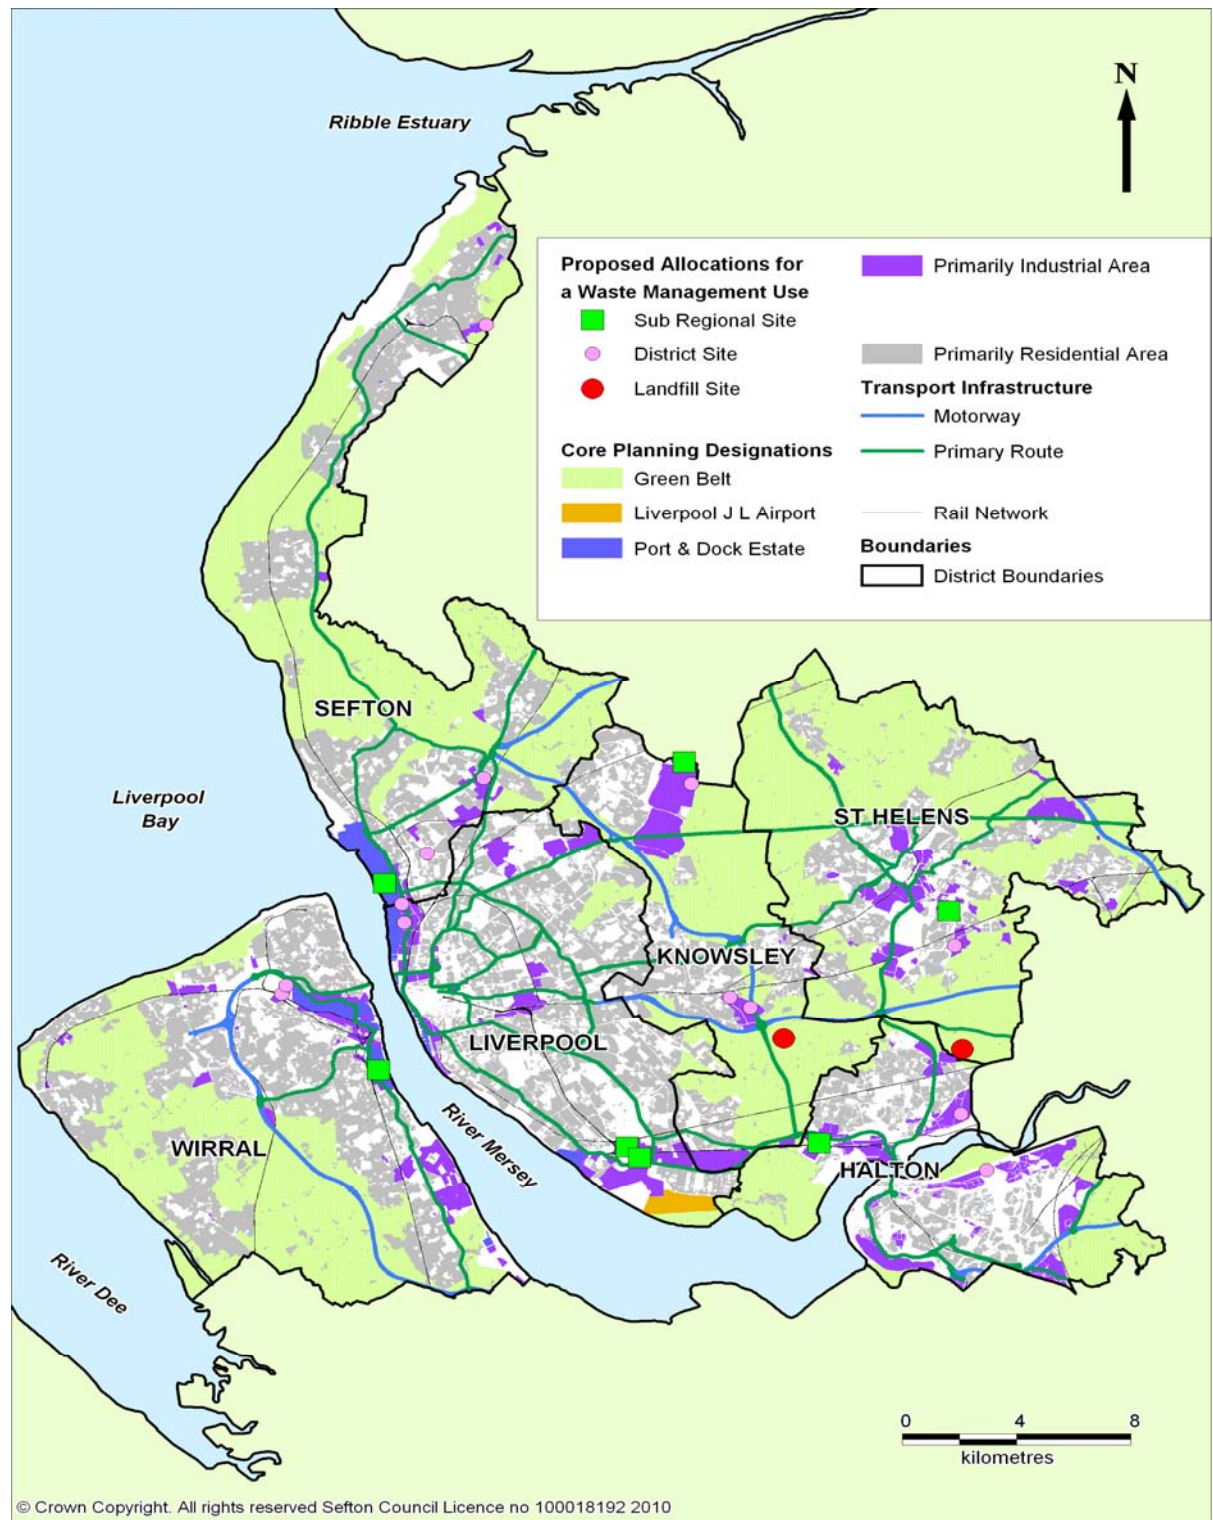 Ribble Estuary
N
Proposed Allocations for
a Waste Management Use
Sub Regional Site
District Site
Landfill Site
Core Planning Designations
Green Belt
Liverpool J L Airport
Port & Dock Estate
Primarily Industrial Area
Primarily Residential Area
Transport Infrastructure
Motorway
Primary Route
Rail Network
Boundaries
District Boundaries
SEFTON
Liverpool
Bay
ST HELENS
KNOWSLEY
LIVERPOOL
WIRRAL
River Mersey
HALTON
River Dee
0 4 8
kilometres
© Crown Copyright. All rights reserved Sefton Council Licence no 100018192 2010